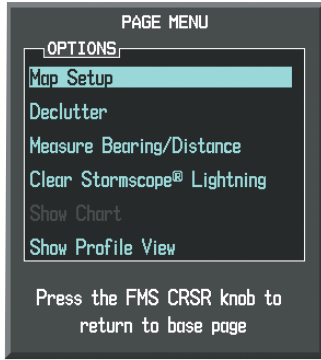 PAGE MENU
OPTIONS
Map Setup
Declutter
Measure Bearing/Distance
Clear Stormscope® Lightning
Show Chart
Show Profile View
Press the FMS CRSR knob to
return to base page